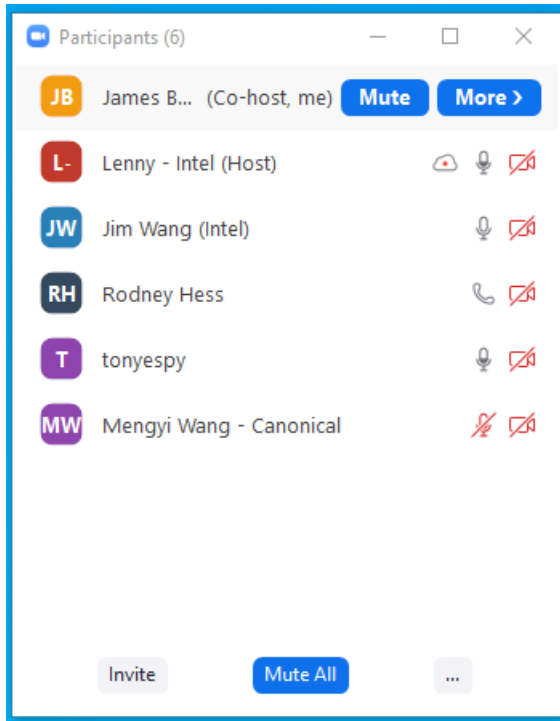 Participants (6)
JB James B... (Co-host, me) Mute More >
L- Lenny - Intel (Host)
JW Jim Wang (Intel)
RH Rodney Hess
T tonyespy
MW Mengyi Wang - Canonical
Invite Mute All ...